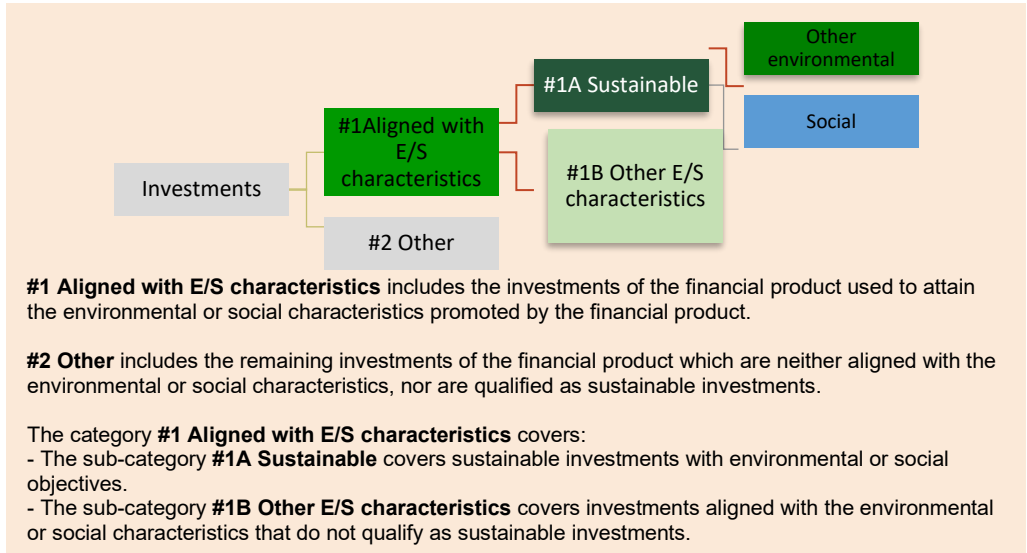 Other
environmental
#1A Sustainable
Social
#1Aligned with
E/S
characteristics
#1B Other E/S
characteristics
Investments
#2 Other
#1 Aligned with E/S characteristics includes the investments of the financial product used to attain
the environmental or social characteristics promoted by the financial product.
#2 Other includes the remaining investments of the financial product which are neither aligned with the
environmental or social characteristics, nor are qualified as sustainable investments.
The category #1 Aligned with E/S characteristics covers:
- The sub-category #1A Sustainable covers sustainable investments with environmental or social
objectives.
- The sub-category #1B Other E/S characteristics covers investments aligned with the environmental
or social characteristics that do not qualify as sustainable investments.